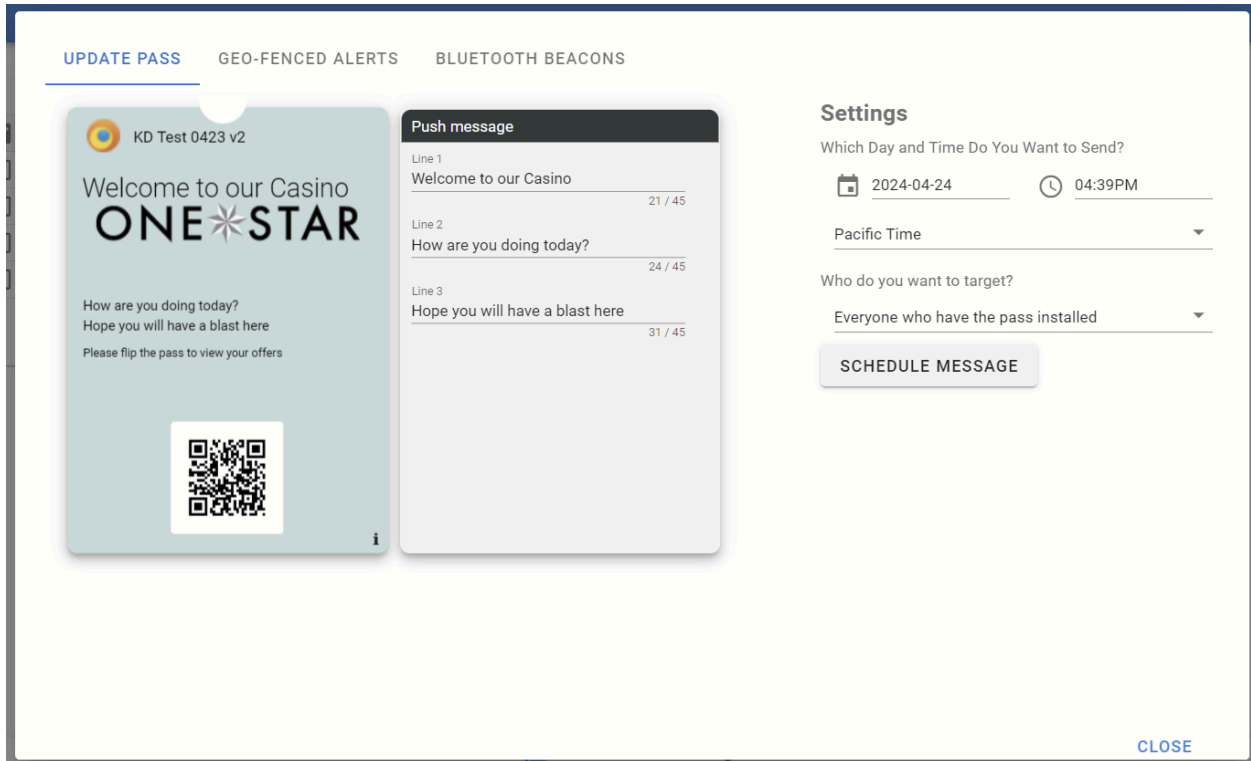 UPDATE PASS
GEO-FENCED ALERTS
BLUETOOTH BEACONS
KD Test 0423 v2
Welcome to our Casino
ONE STAR
How are you doing today?
Hope you will have a blast here
Please flip the pass to view your offers
i
Push message
Line 1
Welcome to our Casino
21 / 45
Line 2
How are you doing today?
24 / 45
Line 3
Hope you will have a blast here
31 / 45
Settings
Which Day and Time Do You Want to Send?
2024-04-24
04:39PM
Pacific Time
Who do you want to target?
Everyone who have the pass installed
SCHEDULE MESSAGE
CLOSE